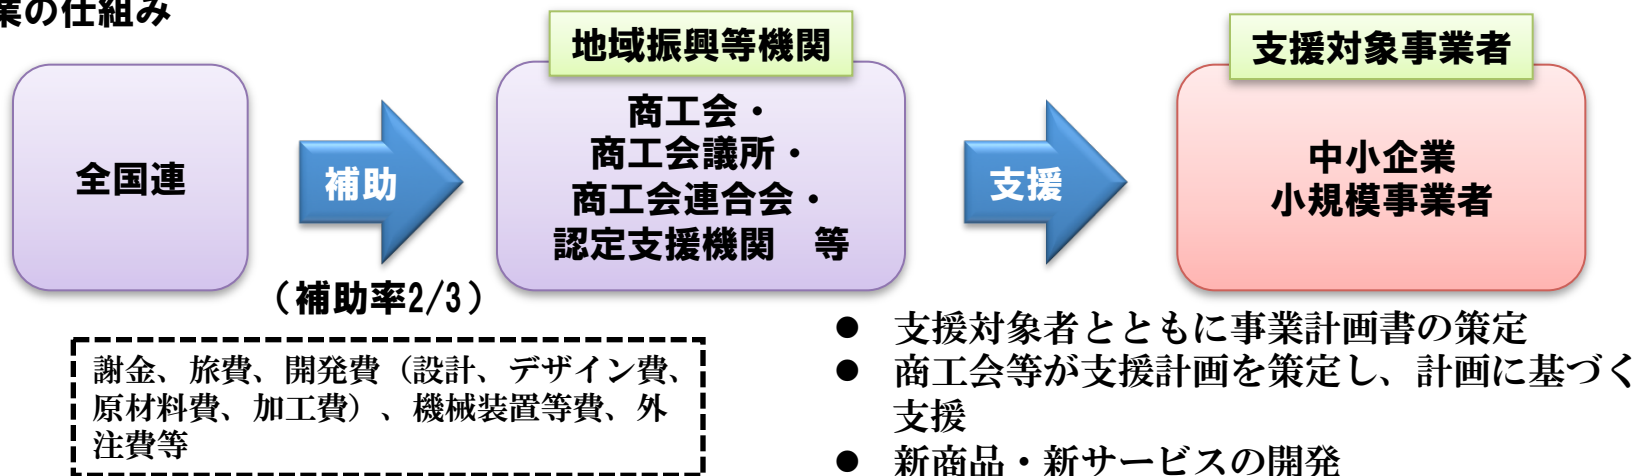 業の仕組み
地域振興等機関
支援対象事業者
全国連
補助
商工会・
商工会議所・
商工会連合会・
認定支援機関　等
支援
中小企業
小規模事業者
（補助率2/3）
謝金、旅費、開発費（設計、デザイン費、
原材料費、加工費）、機械装置等費、外
注費等
● 支援対象者とともに事業計画書の策定
● 商工会等が支援計画を策定し、計画に基づく
支援
● 新商品・新サービスの開発